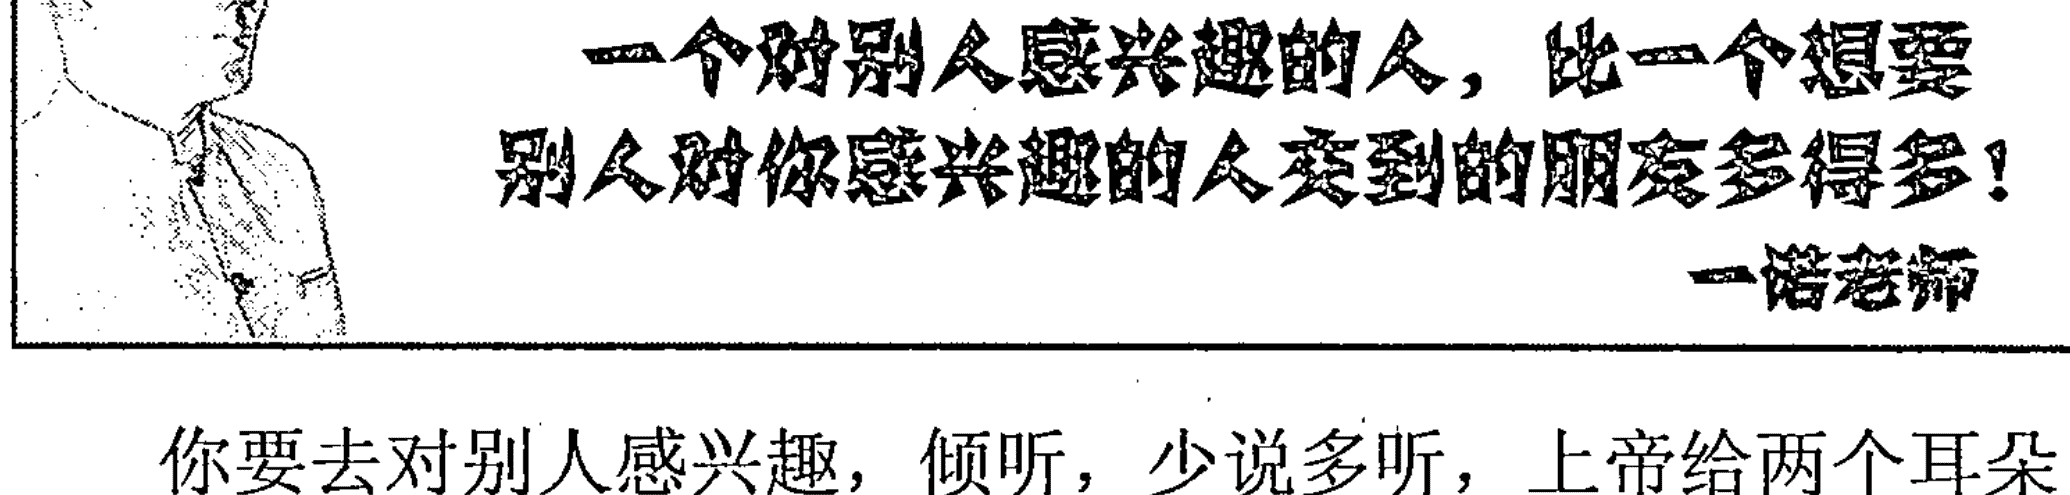 一个对别人感兴趣的人，比一个想要
别人对你感兴趣的人交到的朋友多得多！
一诺老师
你要去对别人感兴趣，倾听，少说多听，上帝给两个耳朵